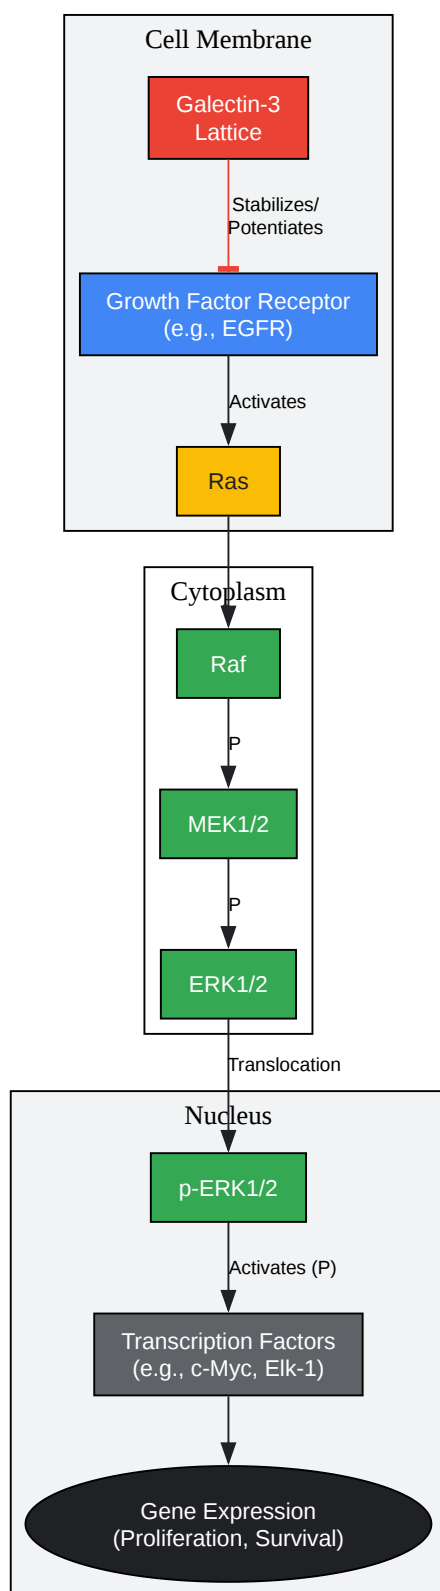 Cell Membrane
Galectin-3
Lattice
Stabilizes/
Potentiates
Growth Factor Receptor
(e.g., EGFR)
Activates
Ras
Cytoplasm
Raf
P
MEK1/2
P
ERK1/2
Translocation
Nucleus
p-ERK1/2
Activates (P)
Transcription Factors
(e.g., c-Myc, Elk-1)
Gene Expression
(Proliferation, Survival)